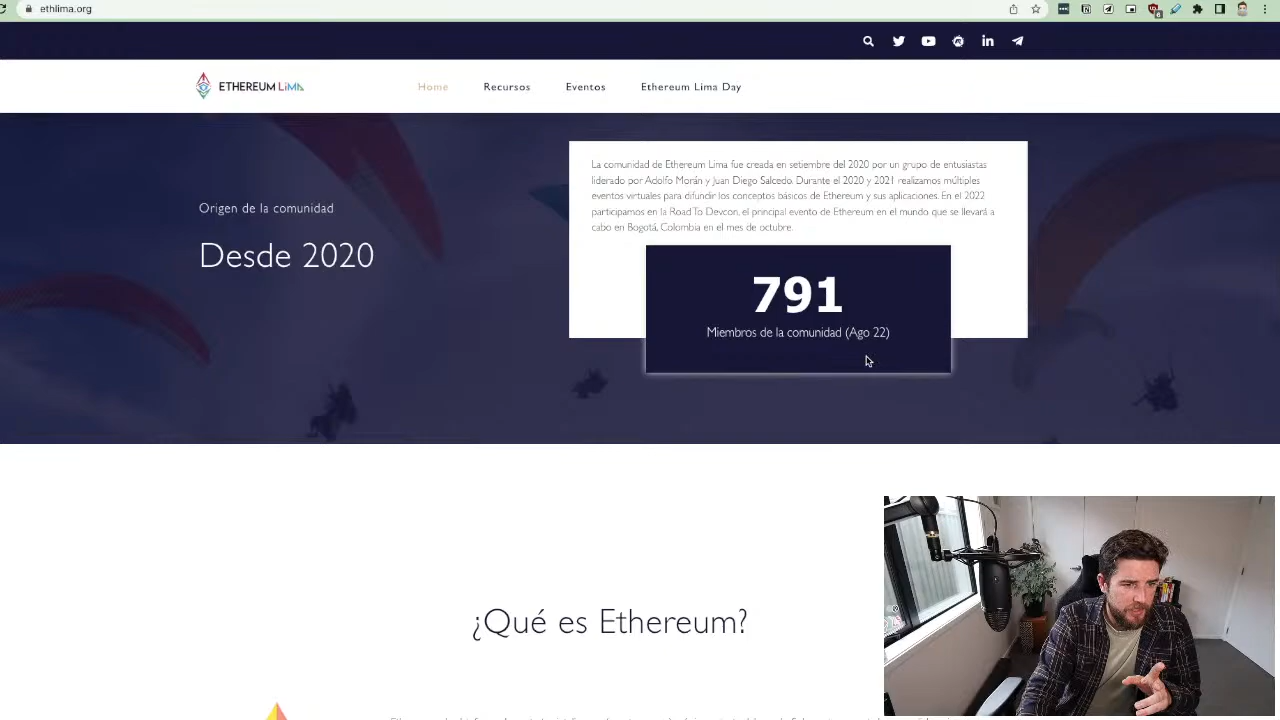 ethlima.org
ETHEREUM LiMA
Home
Recursos
Eventos
Ethereum Lima Day
Origen de la comunidad
Desde 2020
La comunidad de Ethereum Lima fue creada en setiembre del 2020 por un grupo de entusiastas
liderado por Adolfo Morán y Juan Diego Salcedo. Durante el 2020 y 2021 realizamos múltiples
eventos virtuales para difundir los conceptos básicos de Ethereum y sus aplicaciones. En el 2022
participamos en la Road To Devcon, el principal evento de Ethereum en el mundo que se llevará a
cabo en Bogotá, Colombia en el mes de octubre.
791
Miembros de la comunidad (Ago 22)
¿Qué es Ethereum?